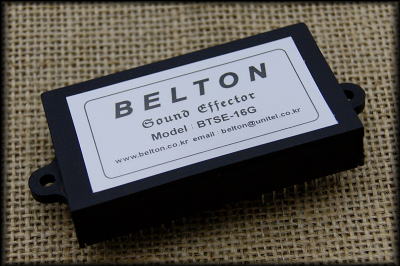 BELTON
Sound Effector
Model : BTSE-16G
www.belton.co.kr email : belton@unitel.co.kr